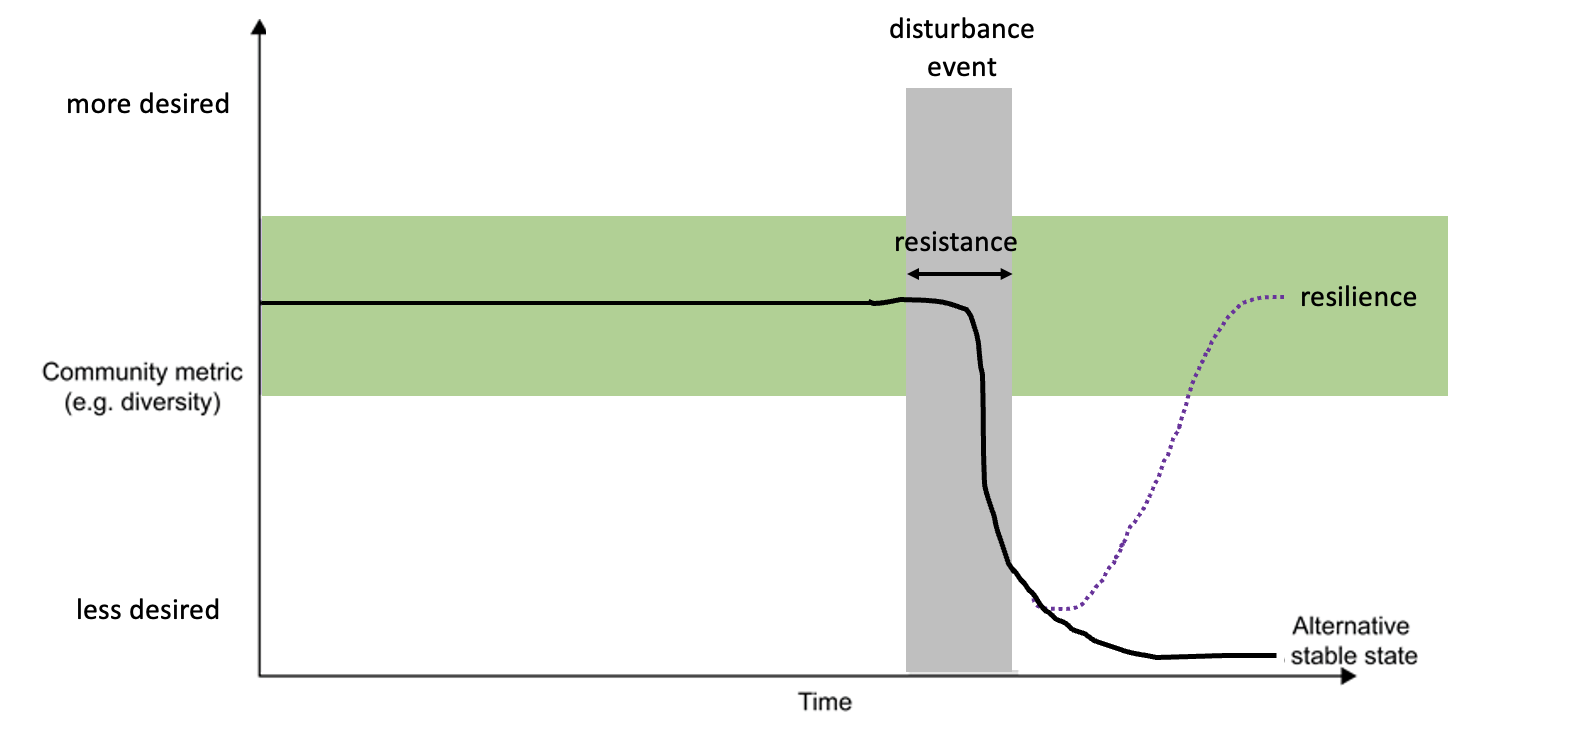 disturbance
event
more desired
resistance
resilience
Community metric
(e.g. diversity)
less desired
Alternative
stable state
Time